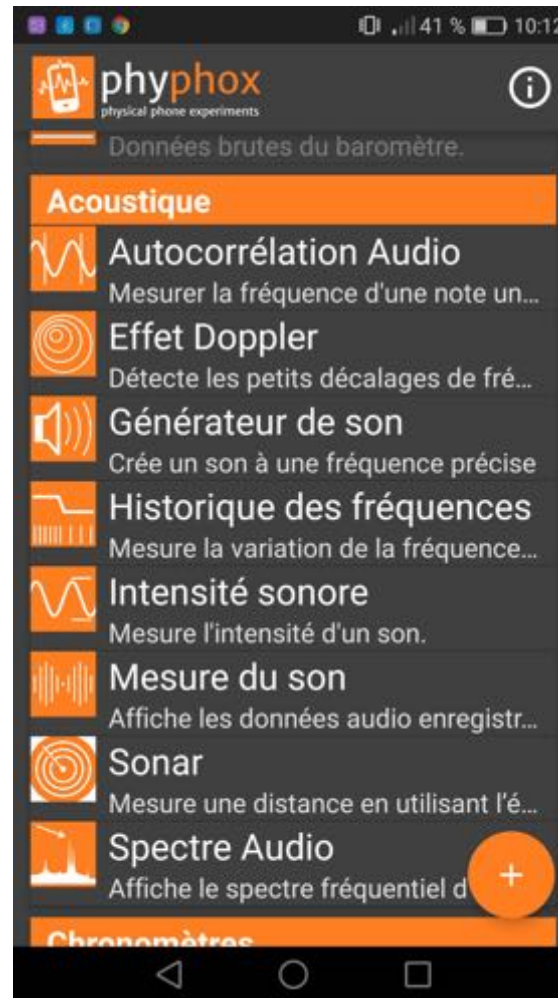 41 % 10:12
phyphox
physical phone experiments
Données brutes du baromètre.
Acoustique
Autocorrélation Audio
Mesurer la fréquence d'une note un...
Effet Doppler
Détecte les petits décalages de fré...
Générateur de son
Crée un son à une fréquence précise
Historique des fréquences
Mesure la variation de la fréquence...
Intensité sonore
Mesure l'intensité d'un son.
Mesure du son
Affiche les données audio enregistr...
Sonar
Mesure une distance en utilisant l'é...
Spectre Audio
Affiche le spectre fréquentiel d
+
Chronomètres